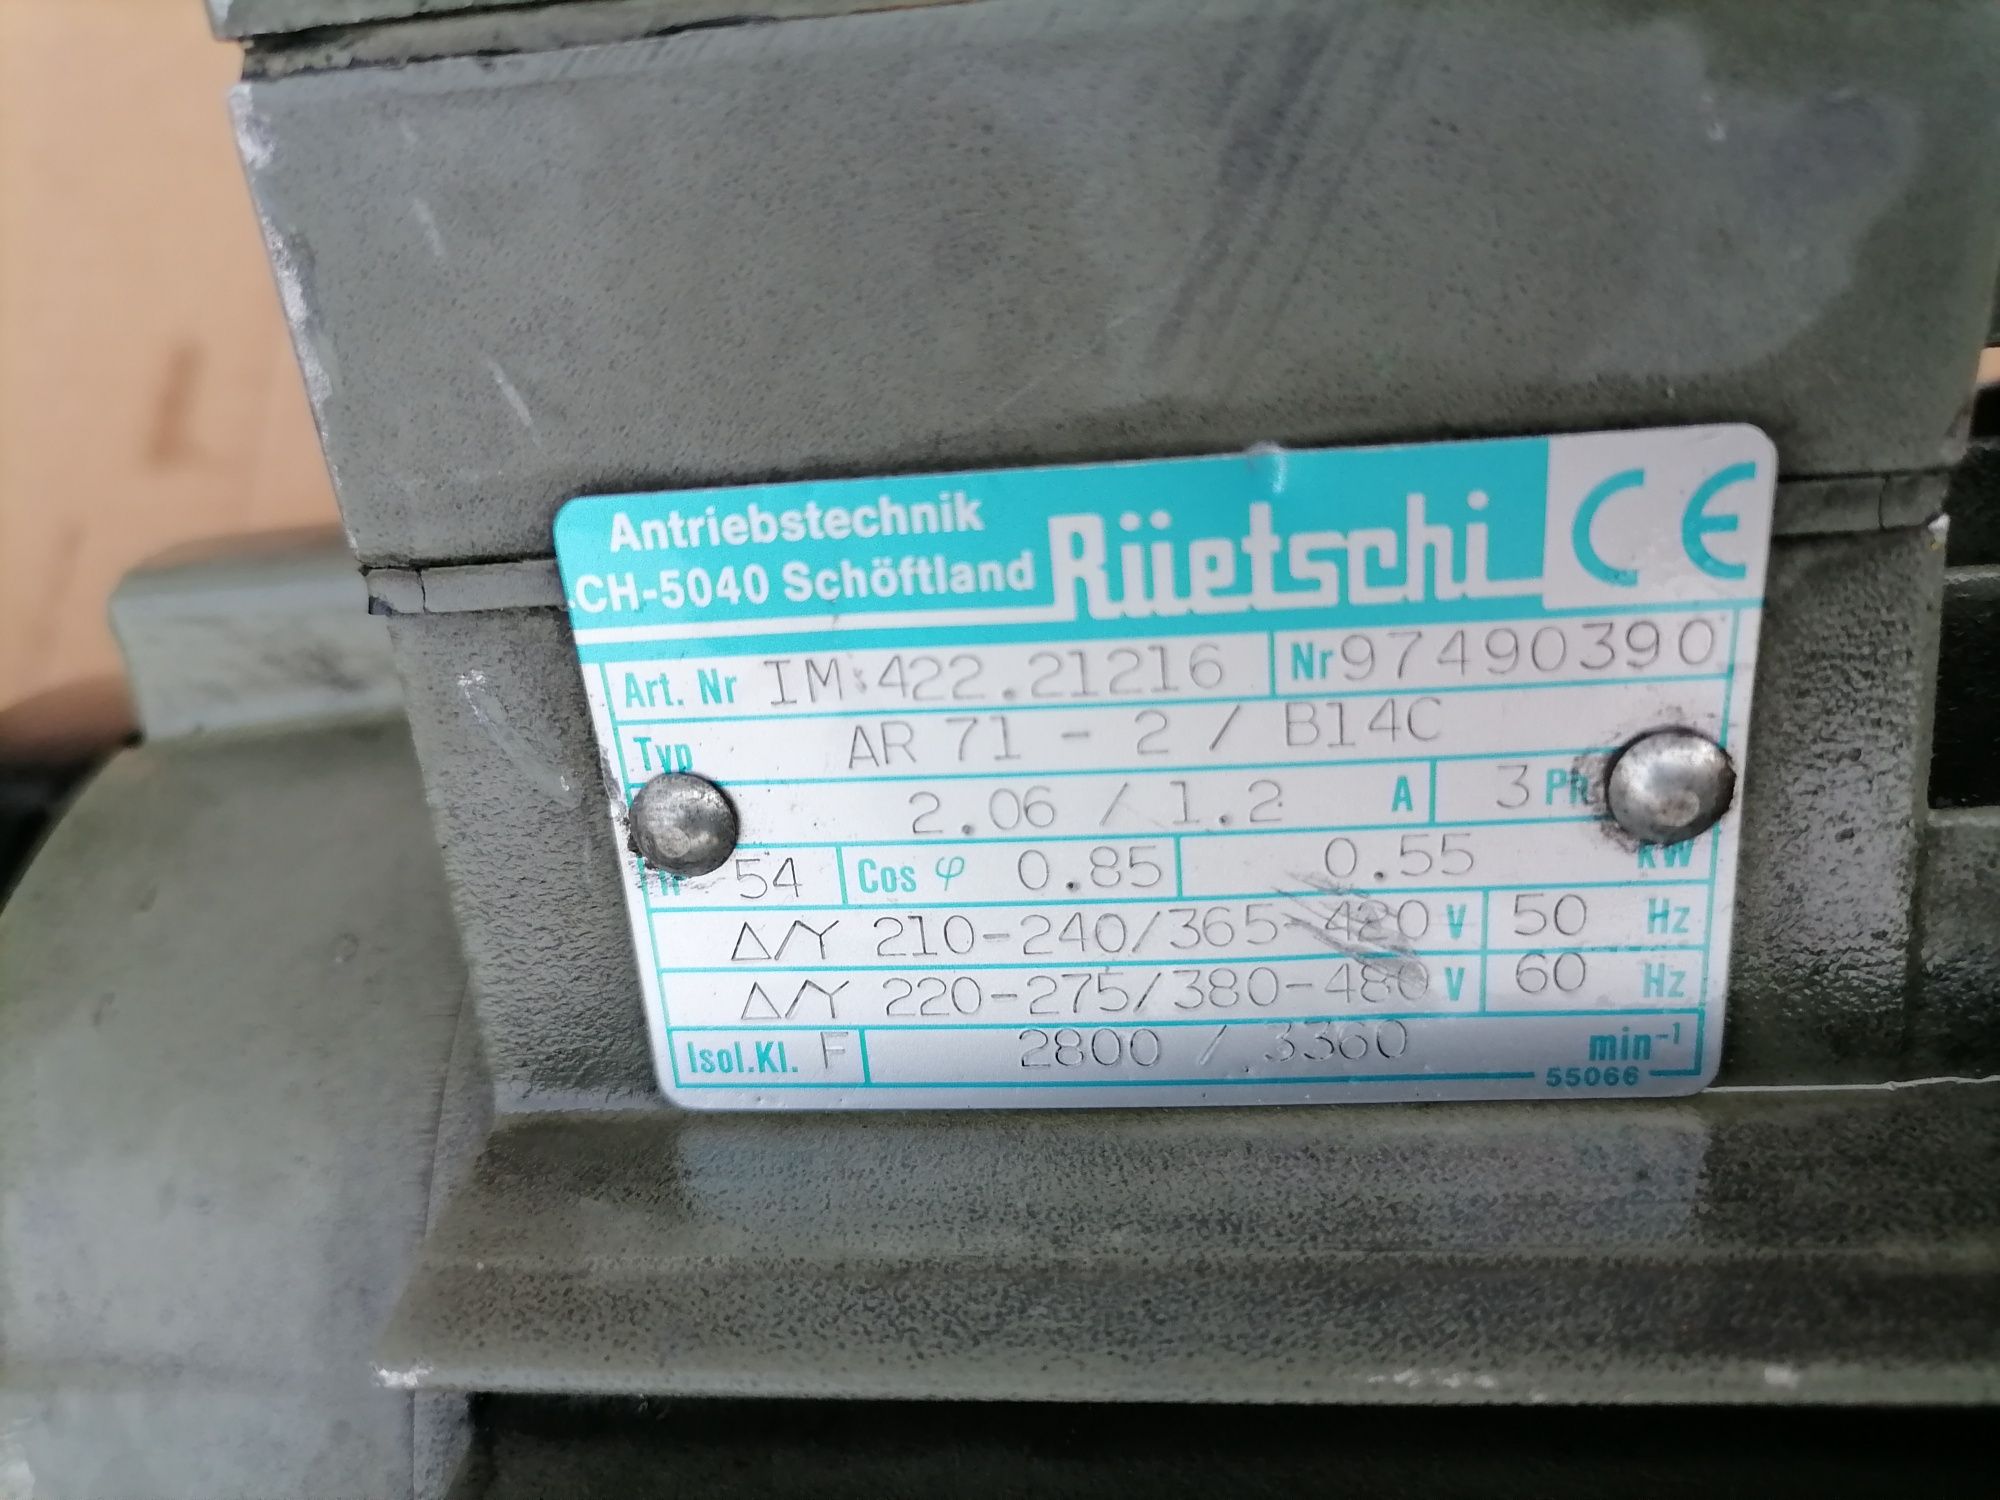 Antriebstechnik
CH-5040 Schöftland Rüetschi CE
Art. Nr IM:422.21216 Nr 97490390
Typ AR 71 - 2 / B14C
2.06 / 1.2 A 3 Ph
IP 54 Cos φ 0.85 0.55 kW
Δ/Y 210-240/365-420 V 50 Hz
Δ/Y 220-275/380-480 V 60 Hz
Isol.Kl. F 2800 / 3360 min⁻¹
55066